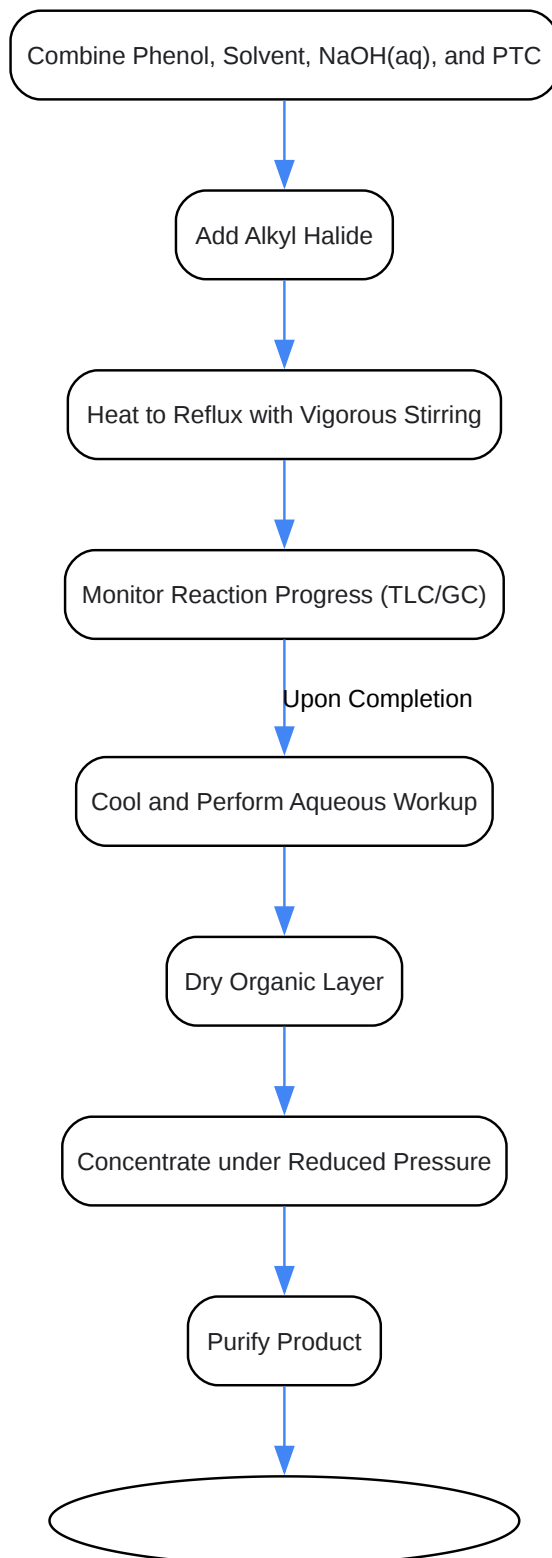 Combine Phenol, Solvent, NaOH(aq), and PTC
Add Alkyl Halide
Heat to Reflux with Vigorous Stirring
Monitor Reaction Progress (TLC/GC)
Upon Completion
Cool and Perform Aqueous Workup
Dry Organic Layer
Concentrate under Reduced Pressure
Purify Product